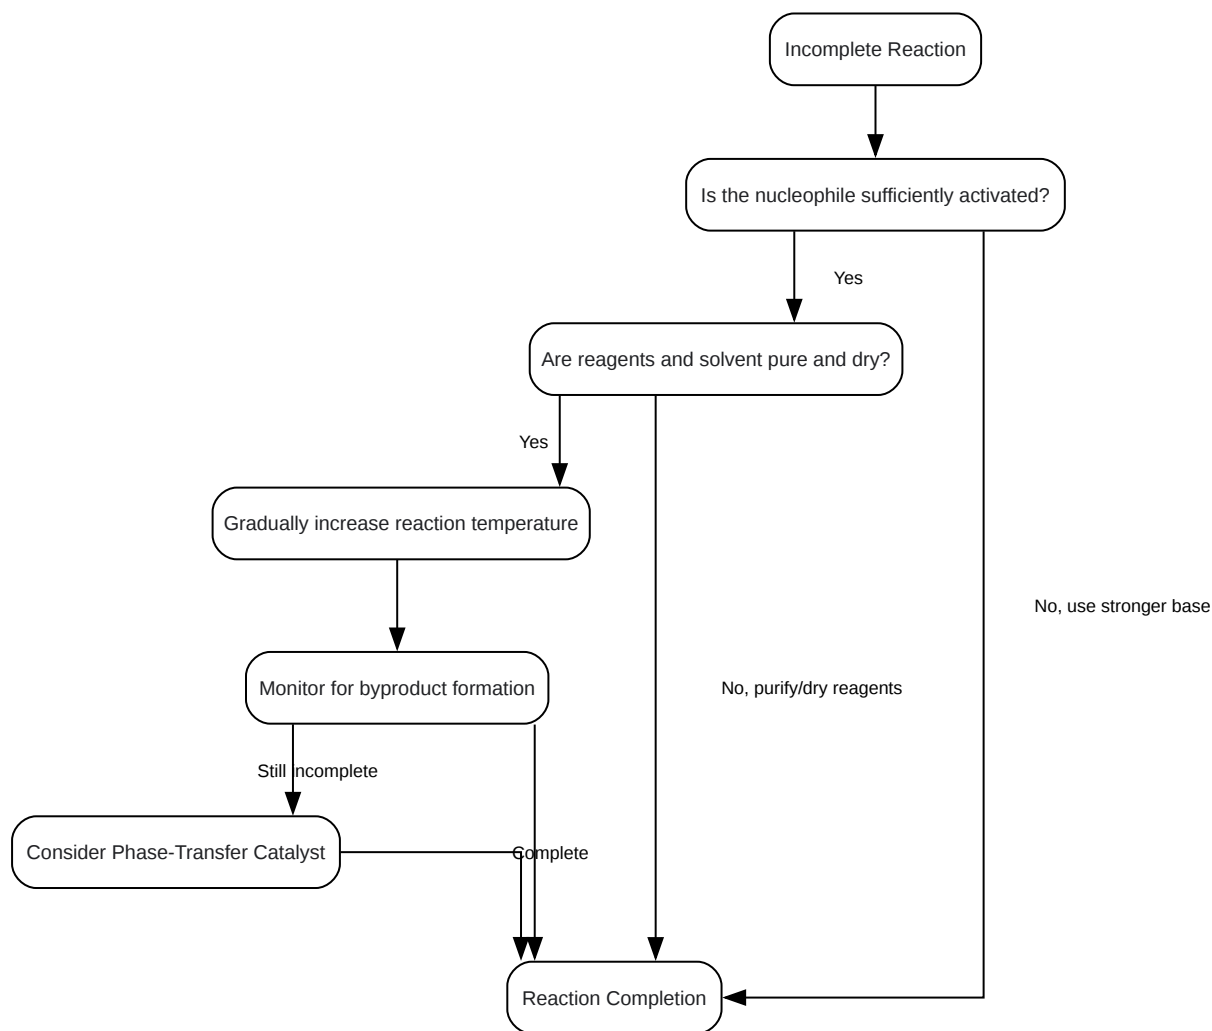 Incomplete Reaction
Is the nucleophile sufficiently activated?
Yes
Are reagents and solvent pure and dry?
Yes
Gradually increase reaction temperature
No, use stronger base
Monitor for byproduct formation
No, purify/dry reagents
Still incomplete
Consider Phase-Transfer Catalyst
Complete
Reaction Completion